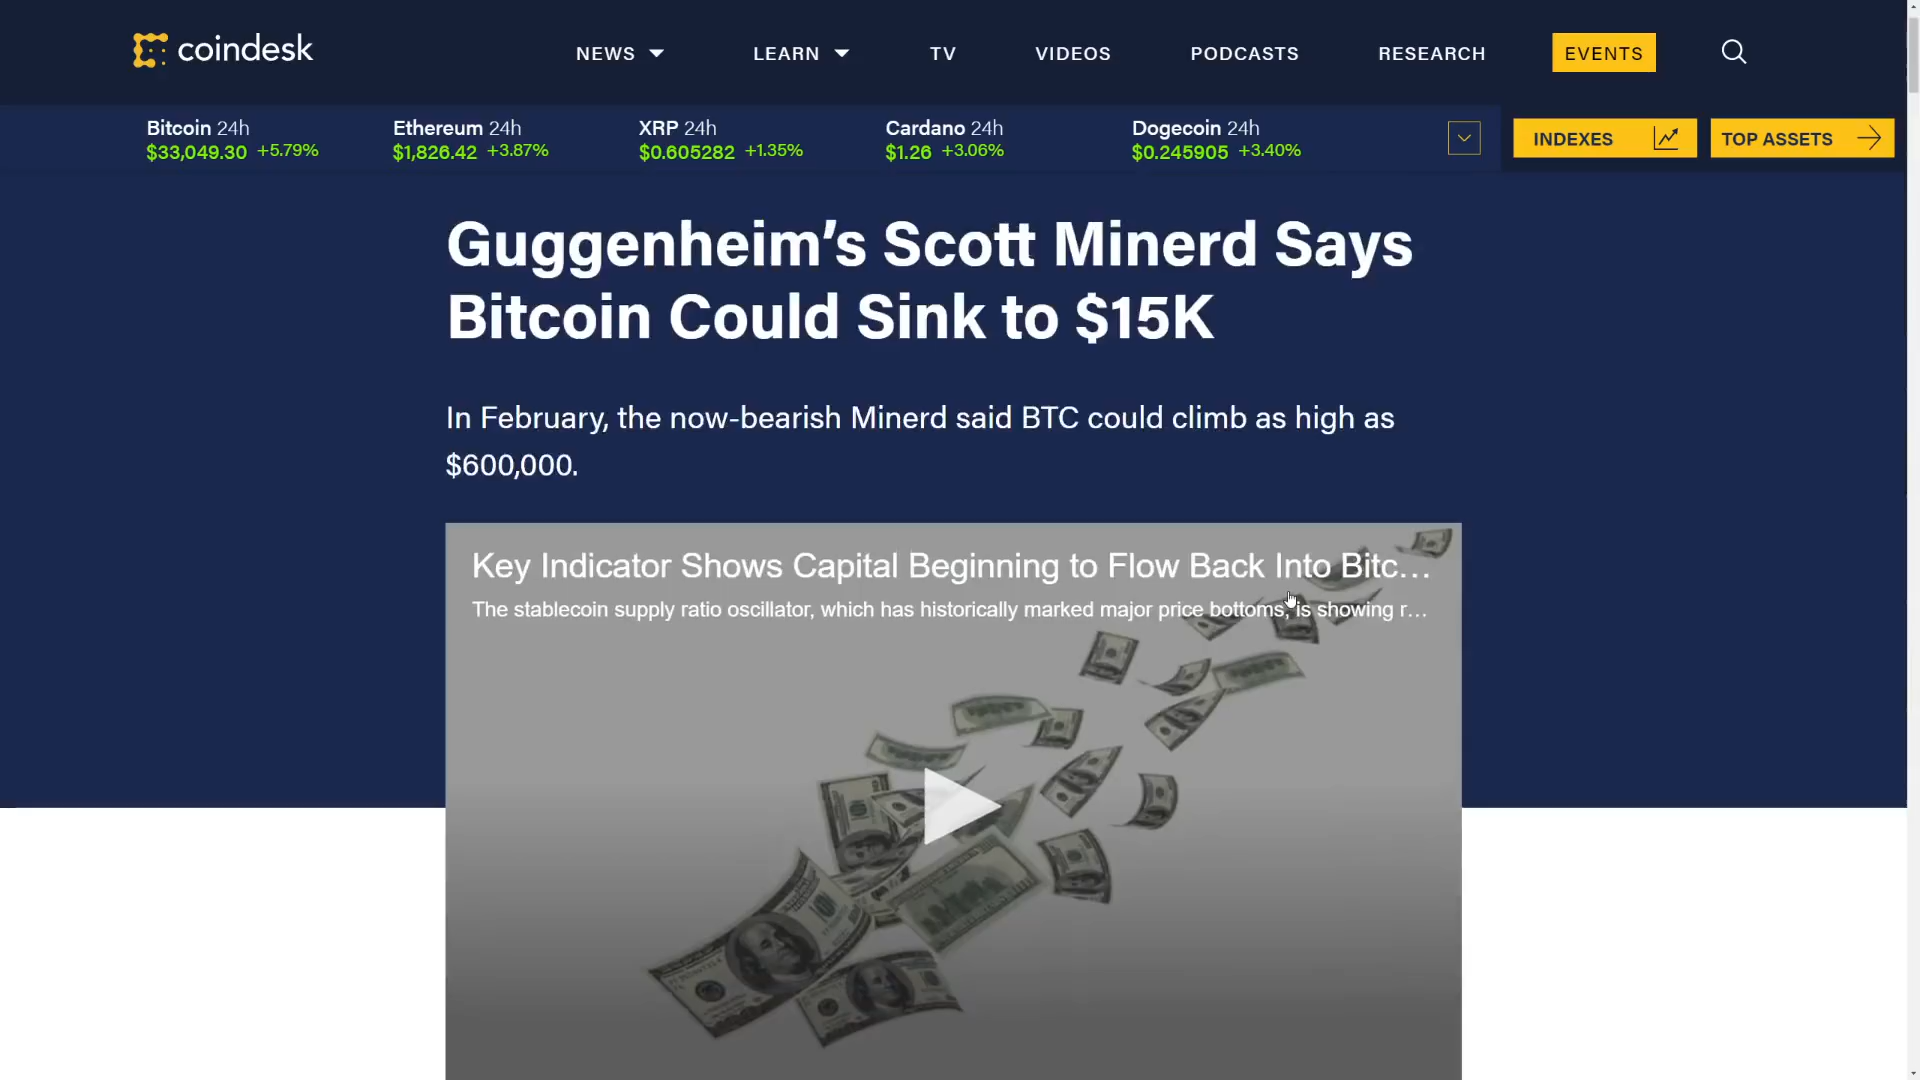 coindesk
NEWS LEARN TV VIDEOS PODCASTS RESEARCH EVENTS
Bitcoin 24h Ethereum 24h XRP 24h Cardano 24h Dogecoin 24h
$33,049.30 +5.79% $1,826.42 +3.87% $0.605282 +1.35% $1.26 +3.06% $0.245905 +3.40%
INDEXES TOP ASSETS
Guggenheim’s Scott Minerd Says
Bitcoin Could Sink to $15K
In February, the now-bearish Minerd said BTC could climb as high as
$600,000.
Key Indicator Shows Capital Beginning to Flow Back Into Bitc...
The stablecoin supply ratio oscillator, which has historically marked major price bottoms, is showing r...